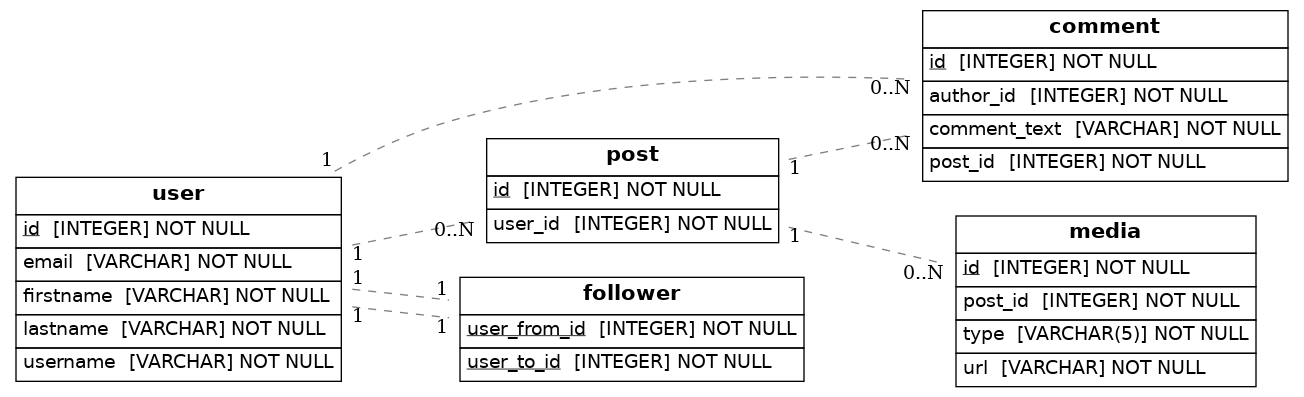 user
id [INTEGER] NOT NULL
email [VARCHAR] NOT NULL
firstname [VARCHAR] NOT NULL
lastname [VARCHAR] NOT NULL
username [VARCHAR] NOT NULL
1
1
1
1
0..N
0..N
1
1
post
id [INTEGER] NOT NULL
user_id [INTEGER] NOT NULL
1
1
0..N
0..N
follower
user_from_id [INTEGER] NOT NULL
user_to_id [INTEGER] NOT NULL
comment
id [INTEGER] NOT NULL
author_id [INTEGER] NOT NULL
comment_text [VARCHAR] NOT NULL
post_id [INTEGER] NOT NULL
media
id [INTEGER] NOT NULL
post_id [INTEGER] NOT NULL
type [VARCHAR(5)] NOT NULL
url [VARCHAR] NOT NULL